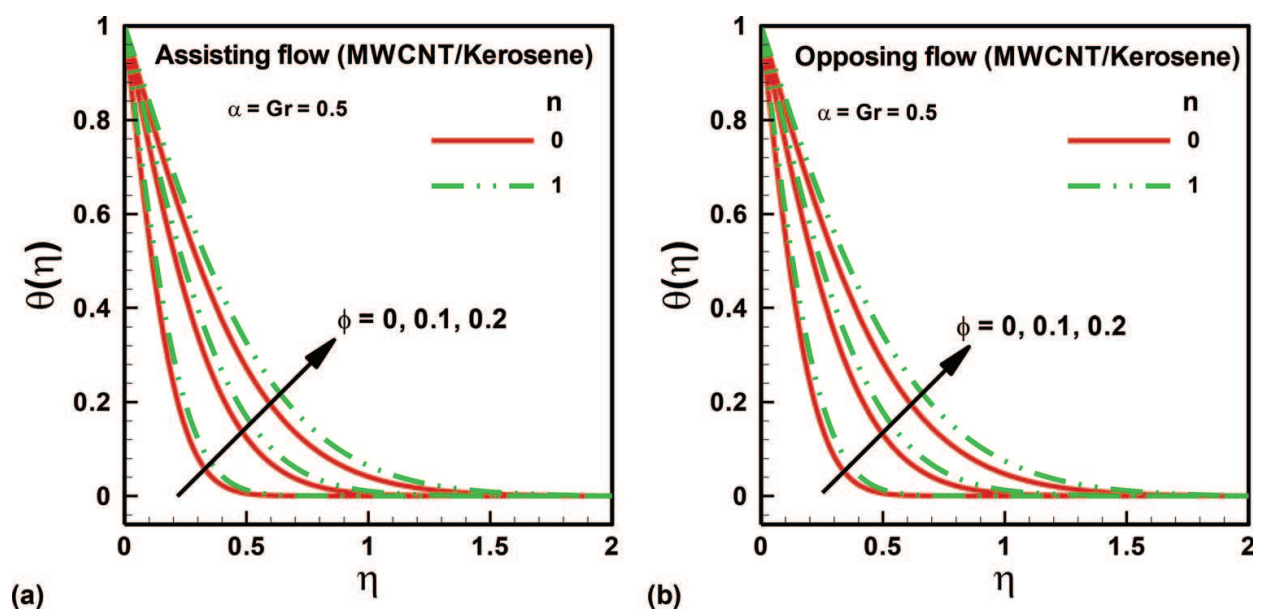 Assisting flow (MWCNT/Kerosene)
α = Gr = 0.5
n
0
1
ϕ = 0, 0.1, 0.2
θ(η)
1
0.8
0.6
0.4
0.2
0
0
0.5
1
1.5
2
η
(a)
Opposing flow (MWCNT/Kerosene)
α = Gr = 0.5
n
0
1
ϕ = 0, 0.1, 0.2
θ(η)
1
0.8
0.6
0.4
0.2
0
0
0.5
1
1.5
2
η
(b)